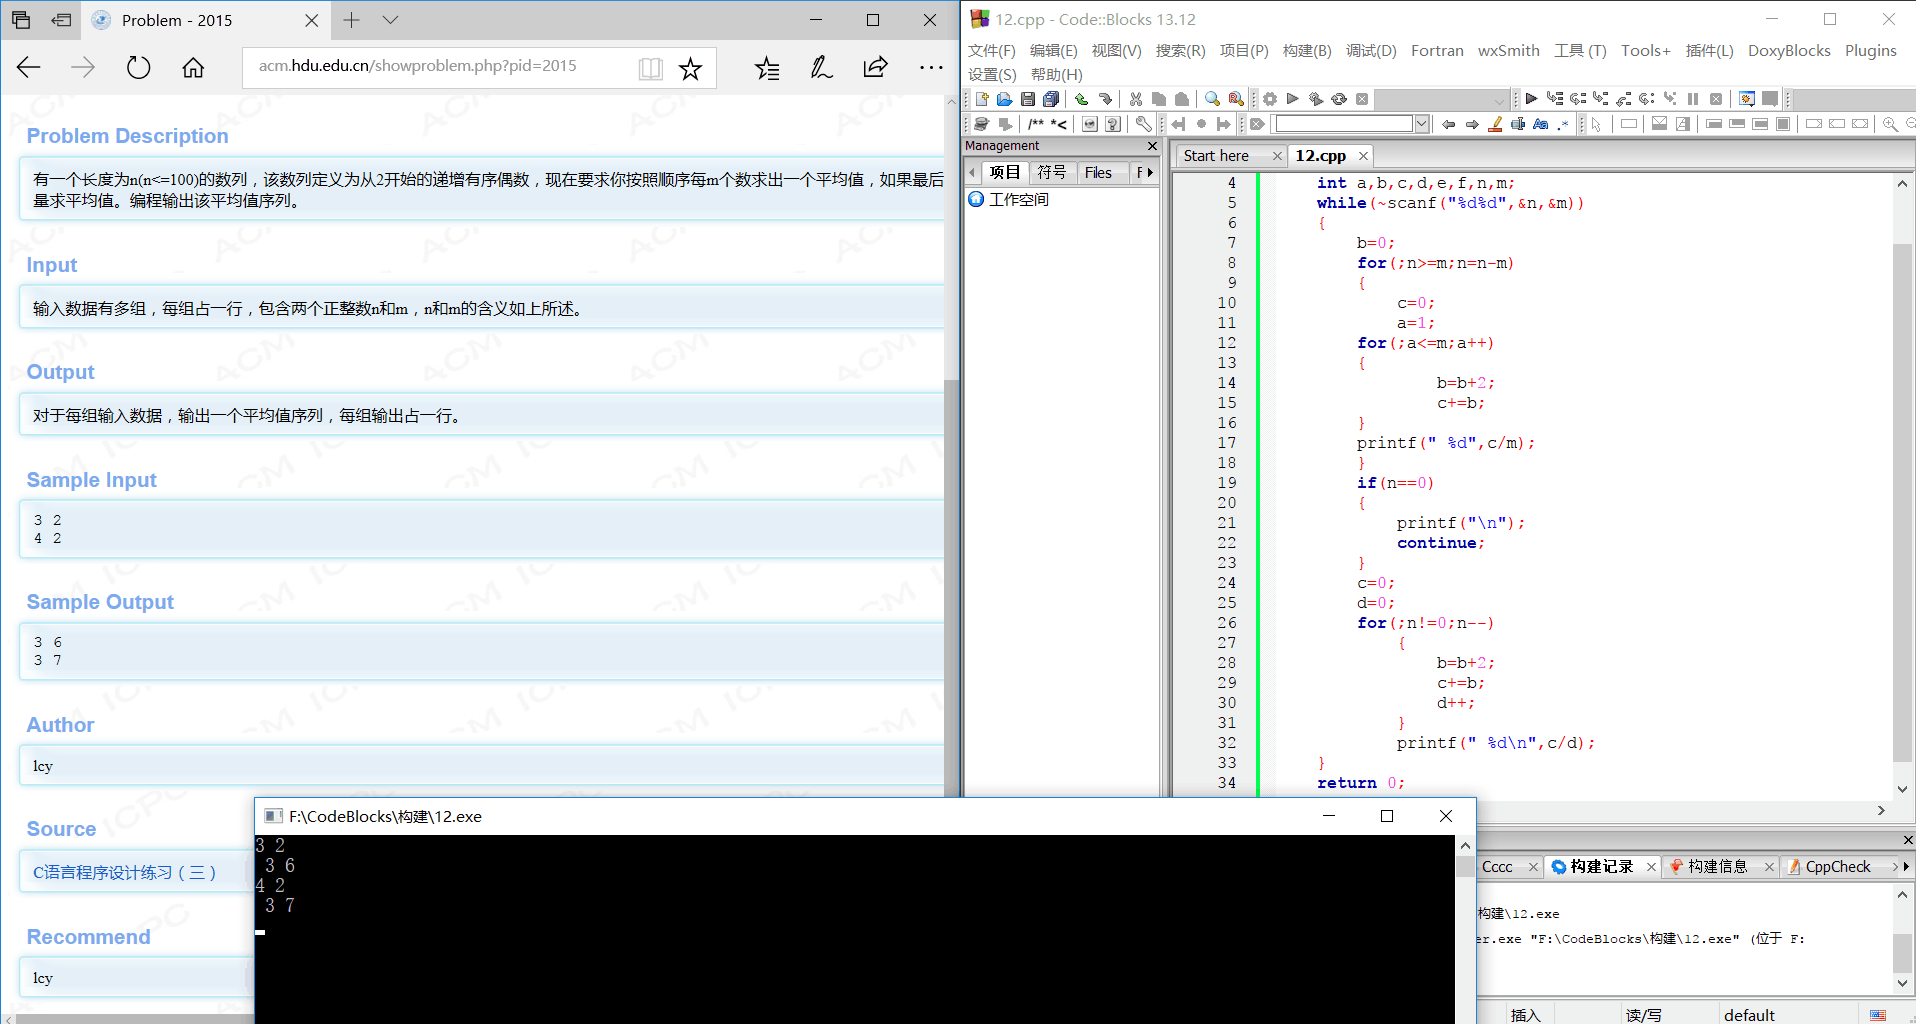 Problem - 2015
acm.hdu.edu.cn/showproblem.php?pid=2015
Problem Description
有一个长度为n(n<=100)的数列，该数列定义为从2开始的递增有序偶数，现在要求你按照顺序每m个数求出一个平均值，如果最后
量求平均值。编程输出该平均值序列。
Input
输入数据有多组，每组占一行，包含两个正整数n和m，n和m的含义如上所述。
Output
对于每组输入数据，输出一个平均值序列，每组输出占一行。
Sample Input
3 2
4 2
Sample Output
3 6
3 7
Author
lcy
Source
C语言程序设计练习（三）
Recommend
lcy
12.cpp - Code::Blocks 13.12
文件(F) 编辑(E) 视图(V) 搜索(R) 项目(P) 构建(B) 调试(D) Fortran wxSmith 工具 (T) Tools+ 插件(L) DoxyBlocks Plugins
设置(S) 帮助(H)
/** *<
Management
项目 符号 Files F
工作空间
Start here 12.cpp
4 int a,b,c,d,e,f,n,m;
5 while(~scanf("%d%d",&n,&m))
6 {
7 b=0;
8 for(;n>=m;n=n-m)
9 {
10 c=0;
11 a=1;
12 for(;a<=m;a++)
13 {
14 b=b+2;
15 c+=b;
16 }
17 printf(" %d",c/m);
18 }
19 if(n==0)
20 {
21 printf("\n");
22 continue;
23 }
24 c=0;
25 d=0;
26 for(;n!=0;n--)
27 {
28 b=b+2;
29 c+=b;
30 d++;
31 }
32 printf(" %d\n",c/d);
33 }
34 return 0;
F:\CodeBlocks\构建\12.exe
3 2
3 6
4 2
3 7
Cccc 构建记录 构建信息 CppCheck
构建\12.exe
er.exe "F:\CodeBlocks\构建\12.exe" (位于 F:
插入 读/写 default